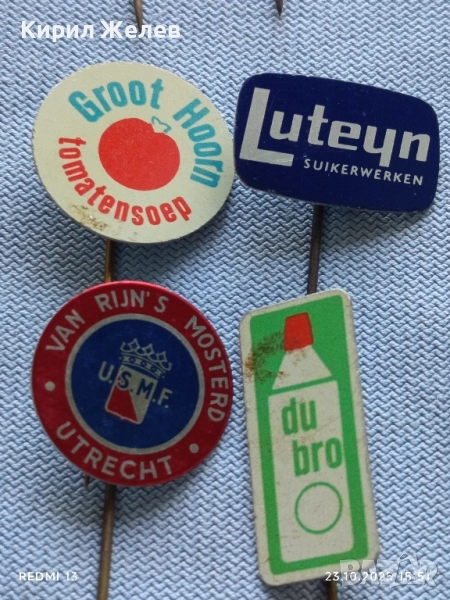 Кирил Желев
Groot Hoorn
tomatensoep
Luteyn
SUIKERWERKEN
VAN RIJN'S MOSTERD
UTRECHT
U.S.M.F.
du
bro
REDMI 13
23.10.2025 15:51